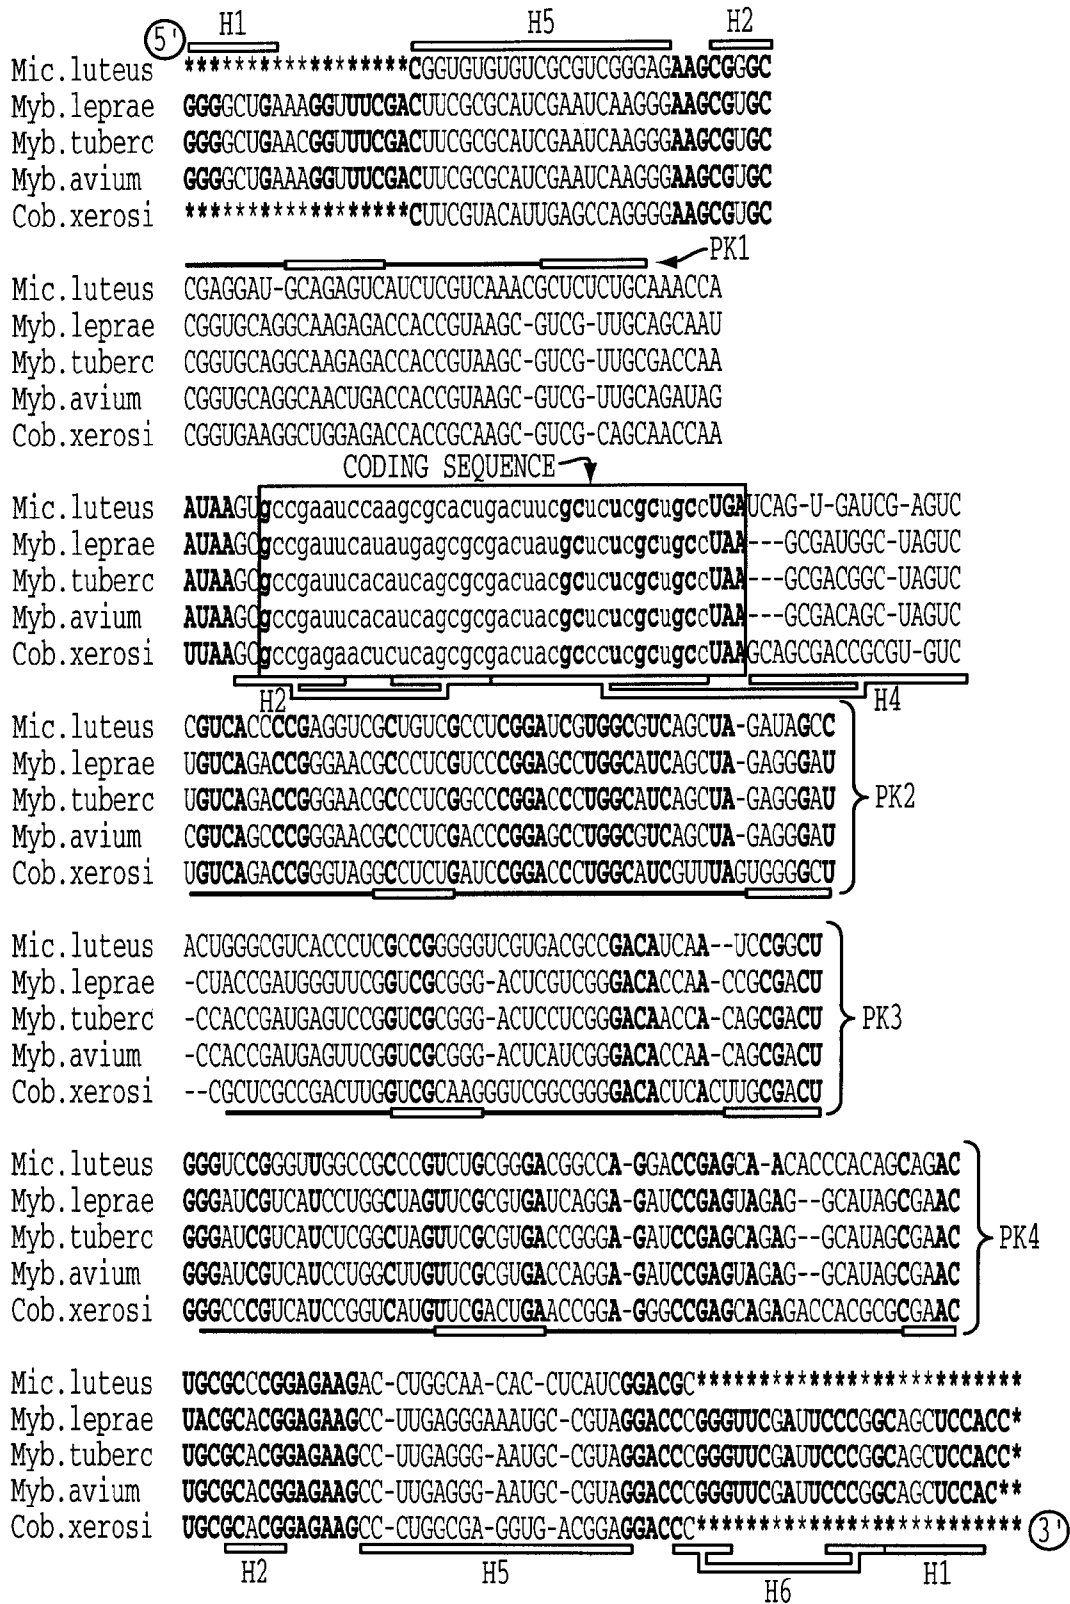 H1 H5 H2
5'
Mic.luteus ******************CGGUGUGUGUCGCGUCGGGAGAAGCGGGC
Myb.leprae GGGGCUGAAAGGUUUCGACUUCGCGCAUCGAAUCAAGGGAAGCGUGC
Myb.tuberc GGGGCUGAACGGUUUCGACUUCGCGCAUCGAAUCAAGGGAAGCGUGC
Myb.avium GGGGCUGAAAGGUUUCGACUUCGCGCAUCGAAUCAAGGGAAGCGUGC
Cob.xerosi ******************CUUCGUACAUUGAGCCAGGGGAAGCGUGC
PK1
Mic.luteus CGAGGAU-GCAGAGUCAUCUCGUCAAACGCUCUCUGCAAACCA
Myb.leprae CGGUGCAGGCAAGAGACCACCGUAAGC-GUCG-UUGCAGCAAU
Myb.tuberc CGGUGCAGGCAAGAGACCACCGUAAGC-GUCG-UUGCGACCAA
Myb.avium CGGUGCAGGCAACUGACCACCGUAAGC-GUCG-UUGCAGAUAG
Cob.xerosi CGGUGAAGGCUGGAGACCACCGCAAGC-GUCG-CAGCAACCAA
CODING SEQUENCE
Mic.luteus AUAAGUgccgaauccaagcgcacugacuucgcucucgcugccUGAUCAG-U-GAUCG-AGUC
Myb.leprae AUAAGCgccgauucauaugagcgcgacuaugcucucgcugccUAA---GCGAUGGC-UAGUC
Myb.tuberc AUAAGCgccgauucacaucagcgcgacuacgcucucgcugccUAA---GCGACGGC-UAGUC
Myb.avium AUAAGCgccgauucacaucagcgcgacuacgcucucgcugccUAA---GCGACAGC-UAGUC
Cob.xerosi UUAAGCgccgagaacucucagcgcgacuacgcccucgcugccUAAGCAGCGACCGCGU-GUC
H2 H4
Mic.luteus CGUCACCCCGAGGUCGCUGUCGCCUCGGAUCGUGGCGUCAGCUA-GAUAGCC
Myb.leprae UGUCAGACCGGGAACGCCCUCGUCCCGGAGCCUGGCAUCAGCUA-GAGGGAU
Myb.tuberc UGUCAGACCGGGAACGCCCUCGGCCCGGACCCUGGCAUCAGCUA-GAGGGAU
Myb.avium CGUCAGCCCGGGAACGCCCUCGACCCGGAGCCUGGCGUCAGCUA-GAGGGAU
Cob.xerosi UGUCAGACCGGGUAGGCCUCUGAUCCGGACCCUGGCAUCGUUUAGUGGGGCU
PK2
Mic.luteus ACUGGGCGUCACCCUCGCCGGGGGGUCGUGACGCCGACAUCAA--UCCGGCU
Myb.leprae -CUACCGAUGGGUUCGGUCGCGGG-ACUCGUCGGGACACCAA-CCGCGACU
Myb.tuberc -CCACCGAUGAGUCCGGUCGCGGG-ACUCCUCGGGACAACCA-CAGCGACU
Myb.avium -CCACCGAUGAGUUCGGUCGCGGG-ACUCAUCGGGACACCAA-CAGCGACU
Cob.xerosi --CGCUCGCCGACUUGGUCGCAAGGGUCGGCGGGGACACUCACUUGCGACU
PK3
Mic.luteus GGGUCCGGGUUGGCCGCCCGUCUGCGGGACGGCCA-GGACCGAGCA-ACACCCACAGCAGAC
Myb.leprae GGGAUCGUCAUCCUGGCUAGUUCGCGUGAUCAGGA-GAUCCGAGUAGAG--GCAUAGCGAAC
Myb.tuberc GGGAUCGUCAUCUCGGCUAGUUCGCGUGACCGGGA-GAUCCGAGCAGAG--GCAUAGCGAAC
Myb.avium GGGAUCGUCAUCCUGGCUUGUUCGCGUGACCAGGA-GAUCCGAGUAGAG--GCAUAGCGAAC
Cob.xerosi GGGCCCGUCAUCCGGUCAUGUUCGACUGAACCGGA-GGGCCGAGCAGAGACCACGCGCGAAC
PK4
Mic.luteus UGCGCCCGGAGAAGAC-CUGGCAA-CAC-CUCAUCGGACGC**************************
Myb.leprae UACGCACGGAGAAGCC-UUGAGGGAAAUGC-CGUAGGACCCGGGUUCGAUUCCCGGCAGCUCCACC*
Myb.tuberc UGCGCACGGAGAAGCC-UUGAGGG-AAUGC-CGUAGGACCCGGGUUCGAUUCCCGGCAGCUCCACC*
Myb.avium UGCGCACGGAGAAGCC-UUGAGGG-AAUGC-CGUAGGACCCGGGUUCGAUUCCCGGCAGCUCCAC**
Cob.xerosi UGCGCACGGAGAAGCC-CUGGCGA-GGUG-ACGGAGGACCC**************************
3'
H2 H5 H6 H1